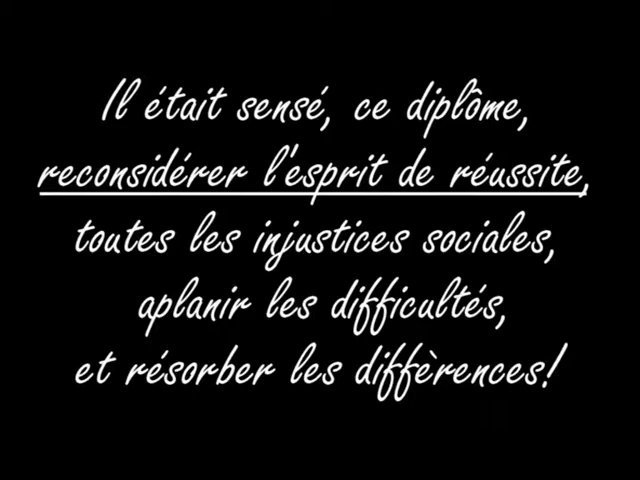 Il était sensé, ce diplôme,
reconsidérer l'esprit de réussite,
toutes les injustices sociales,
aplanir les difficultés,
et résorber les diffèrences!